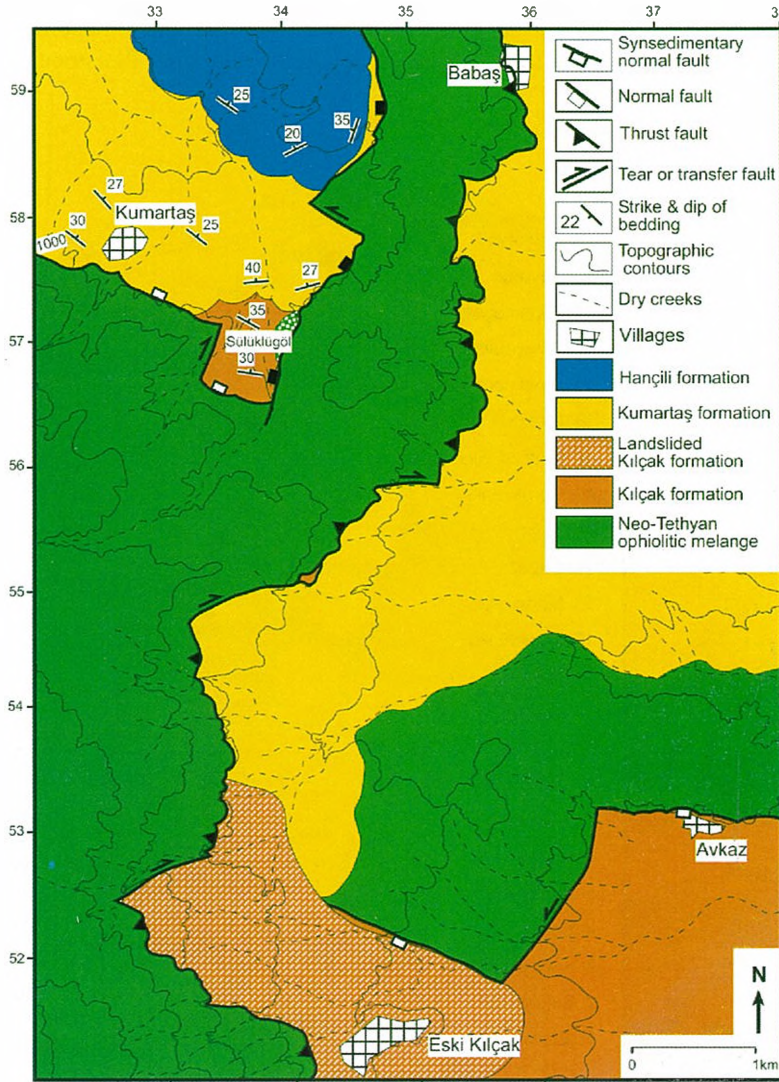 33 34 35 36 37 3
59
58
57
56
55
54
53
52
Babaş
25
20
35
27
Kumartaş
30
1000
25
40
27
35
Sülüklügöl
30
Avkaz
Eski Kılçak
Synsedimentary
normal fault
Normal fault
Thrust fault
Tear or transfer fault
22
Strike & dip of
bedding
Topographic
contours
Dry creeks
Villages
Hançili formation
Kumartaş formation
Landslided
Kılçak formation
Kılçak formation
Neo-Tethyan
ophiolitic melange
N
0 1km